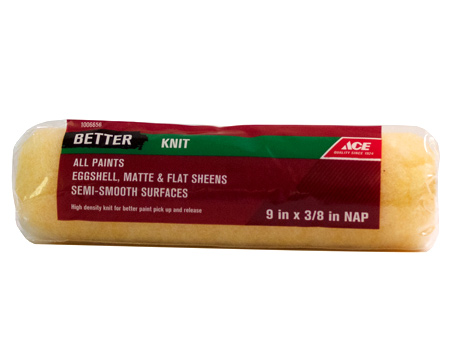 1006656
BETTER KNIT
ACE
QUALITY SINCE 1924
ALL PAINTS
EGGSHELL, MATTE & FLAT SHEENS
SEMI-SMOOTH SURFACES
High density knit for better paint pick up and release
9 in x 3/8 in NAP